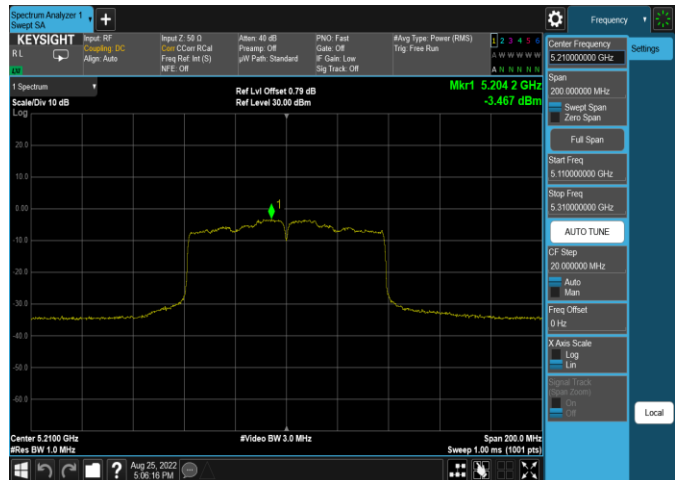 Spectrum Analyzer 1
Swept SA
+
Frequency
KEYSIGHT
RL
LXI
Input: RF
Coupling: DC
Align: Auto
Input Z: 50 Ω
Corr CCorr RCal
Freq Ref: Int (S)
NFE: Off
Atten: 40 dB
Preamp: Off
µW Path: Standard
PNO: Fast
Gate: Off
IF Gain: Low
Sig Track: Off
#Avg Type: Power (RMS)
Trig: Free Run
1 2 3 4 5 6
A W W W W W
A N N N N N
1 Spectrum
Scale/Div 10 dB
Log
Ref Lvl Offset 0.79 dB
Ref Level 30.00 dBm
Mkr1 5.204 2 GHz
-3.467 dBm
20.0
10.0
0.00
-10.0
-20.0
-30.0
-40.0
-50.0
-60.0
1
Center 5.2100 GHz
#Res BW 1.0 MHz
#Video BW 3.0 MHz
Span 200.0 MHz
Sweep 1.00 ms (1001 pts)
Center Frequency
5.210000000 GHz
Settings
Span
200.000000 MHz
Swept Span
Zero Span
Full Span
Start Freq
5.110000000 GHz
Stop Freq
5.310000000 GHz
AUTO TUNE
CF Step
20.000000 MHz
Auto
Man
Freq Offset
0 Hz
X Axis Scale
Log
Lin
Signal Track
(Span Zoom)
On
Off
Local
?
Aug 25, 2022
5:06:16 PM